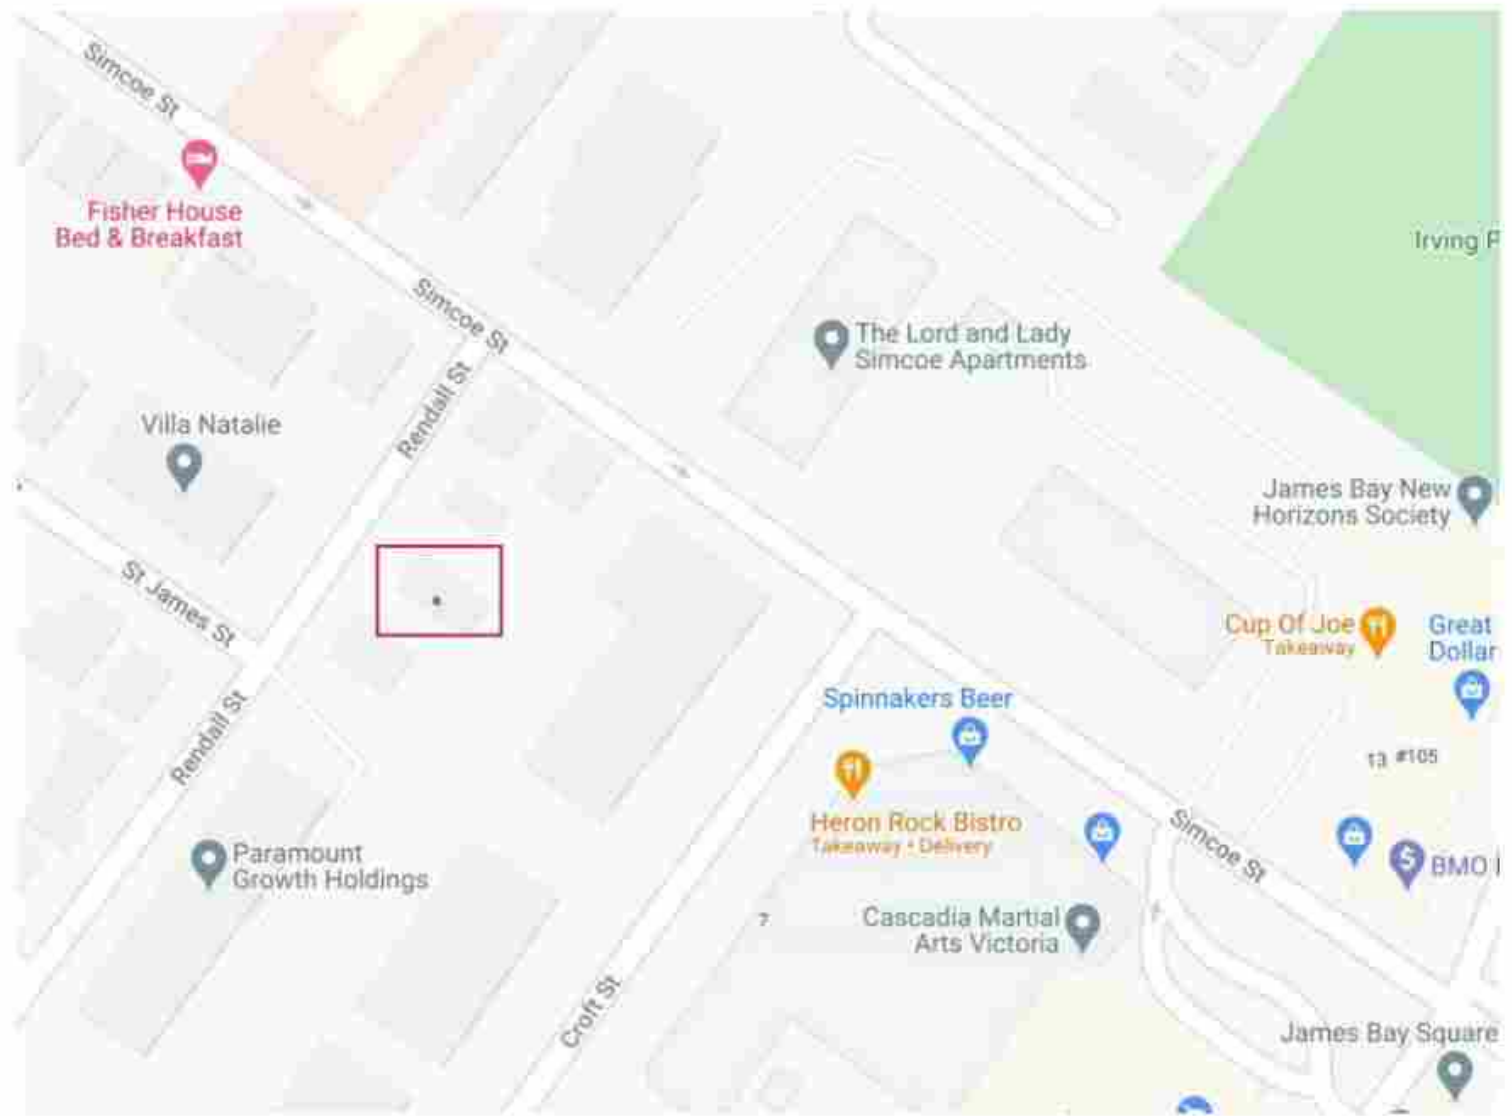 Simcoe St
Fisher House
Bed & Breakfast
Irving
Simcoe St
The Lord and Lady
Simcoe Apartments
Rendall St
Villa Natalie
James Bay New
Horizons Society
St James St
Cup Of Joe
Takeaway
Great
Dollar
Rendall St
Spinnakers Beer
#105
Heron Rock Bistro
Takeaway • Delivery
Simcoe St
Paramount
Growth Holdings
BMO
Cascadia Martial
Arts Victoria
Croft St
James Bay Square